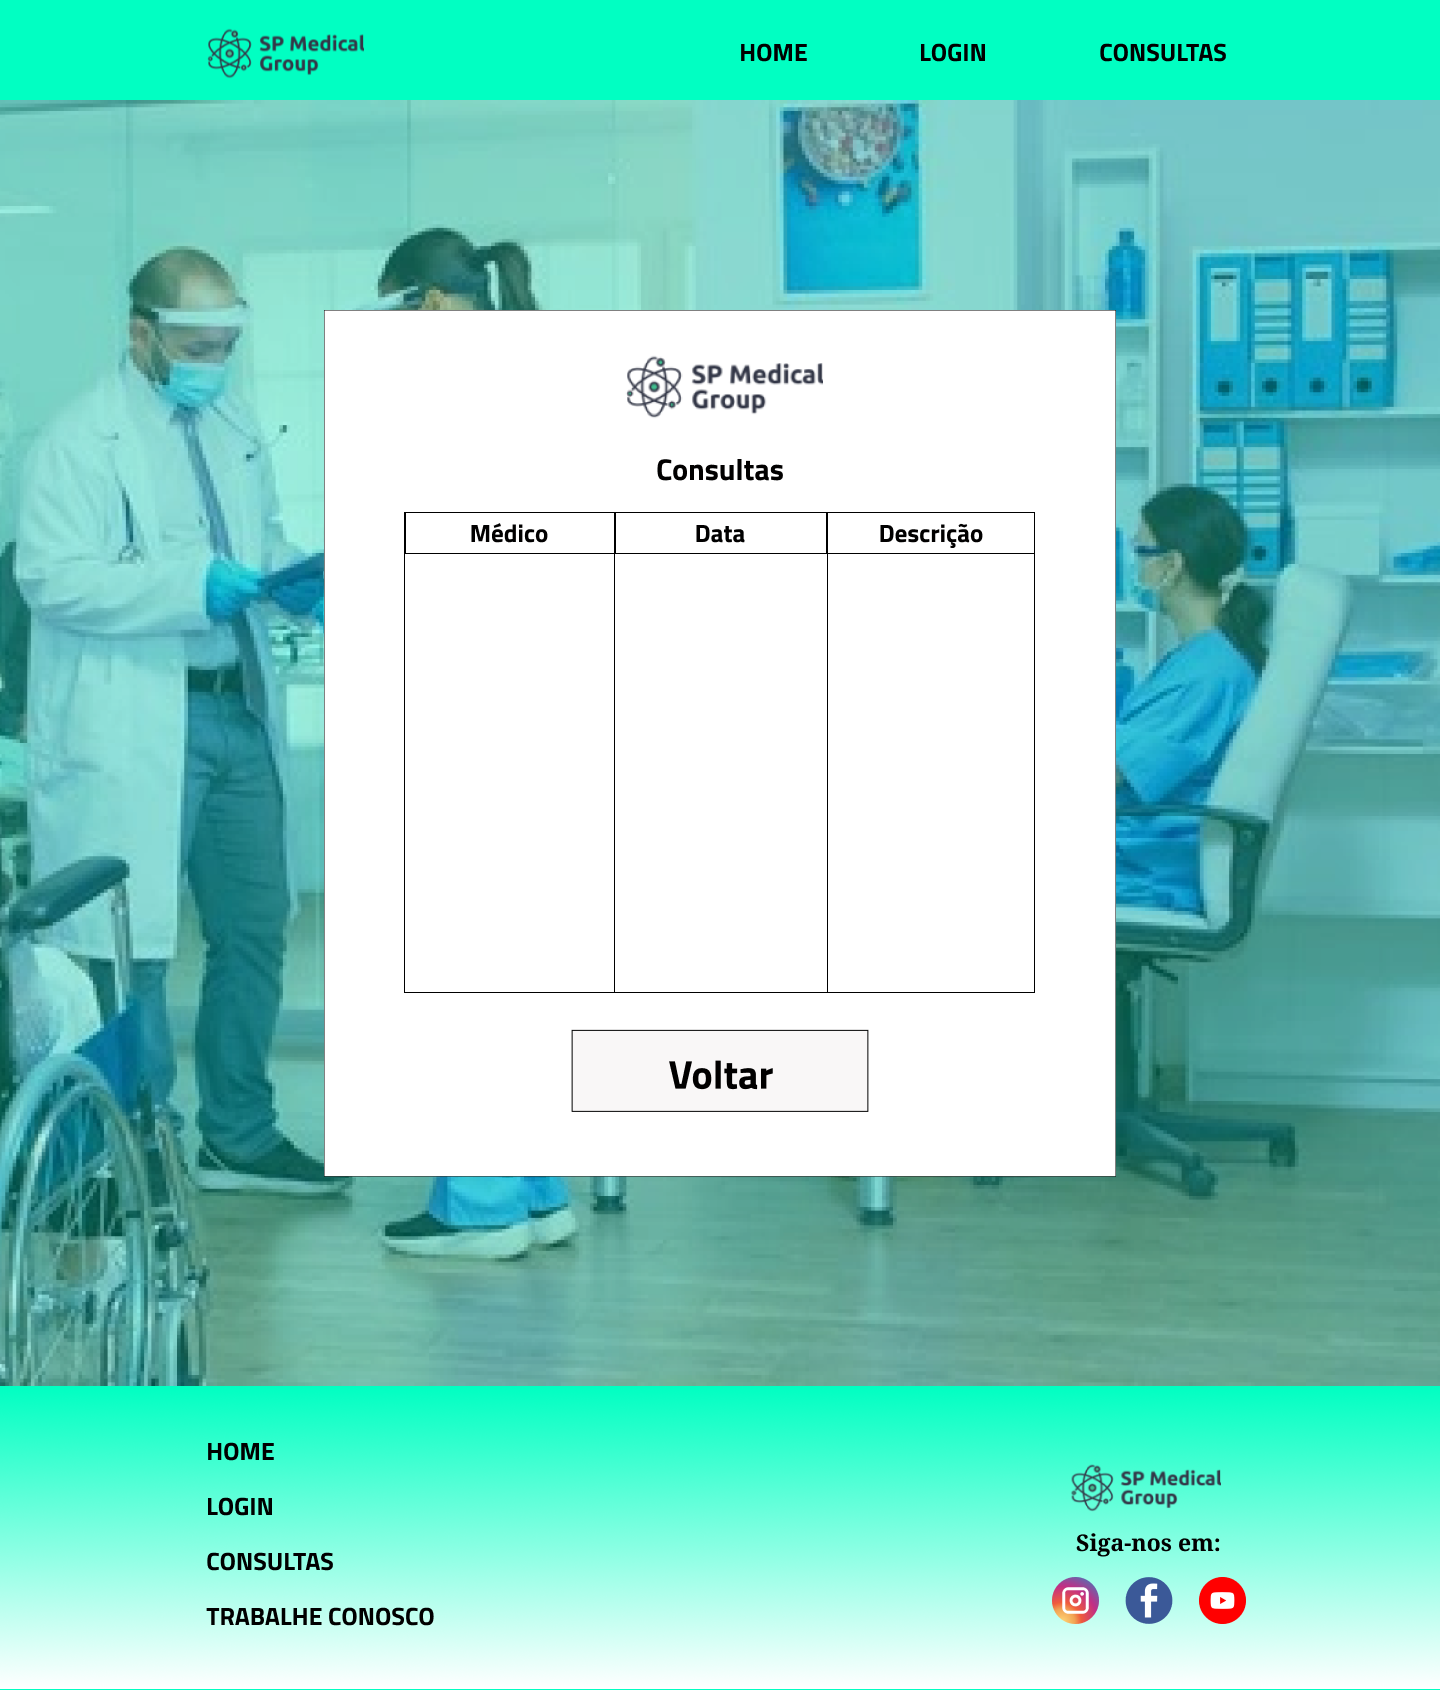 SP Medical
Group
HOME
LOGIN
CONSULTAS
SP Medical
Group
Consultas
Médico
Data
Descrição
Voltar
HOME
LOGIN
CONSULTAS
TRABALHE CONOSCO
SP Medical
Group
Siga-nos em: